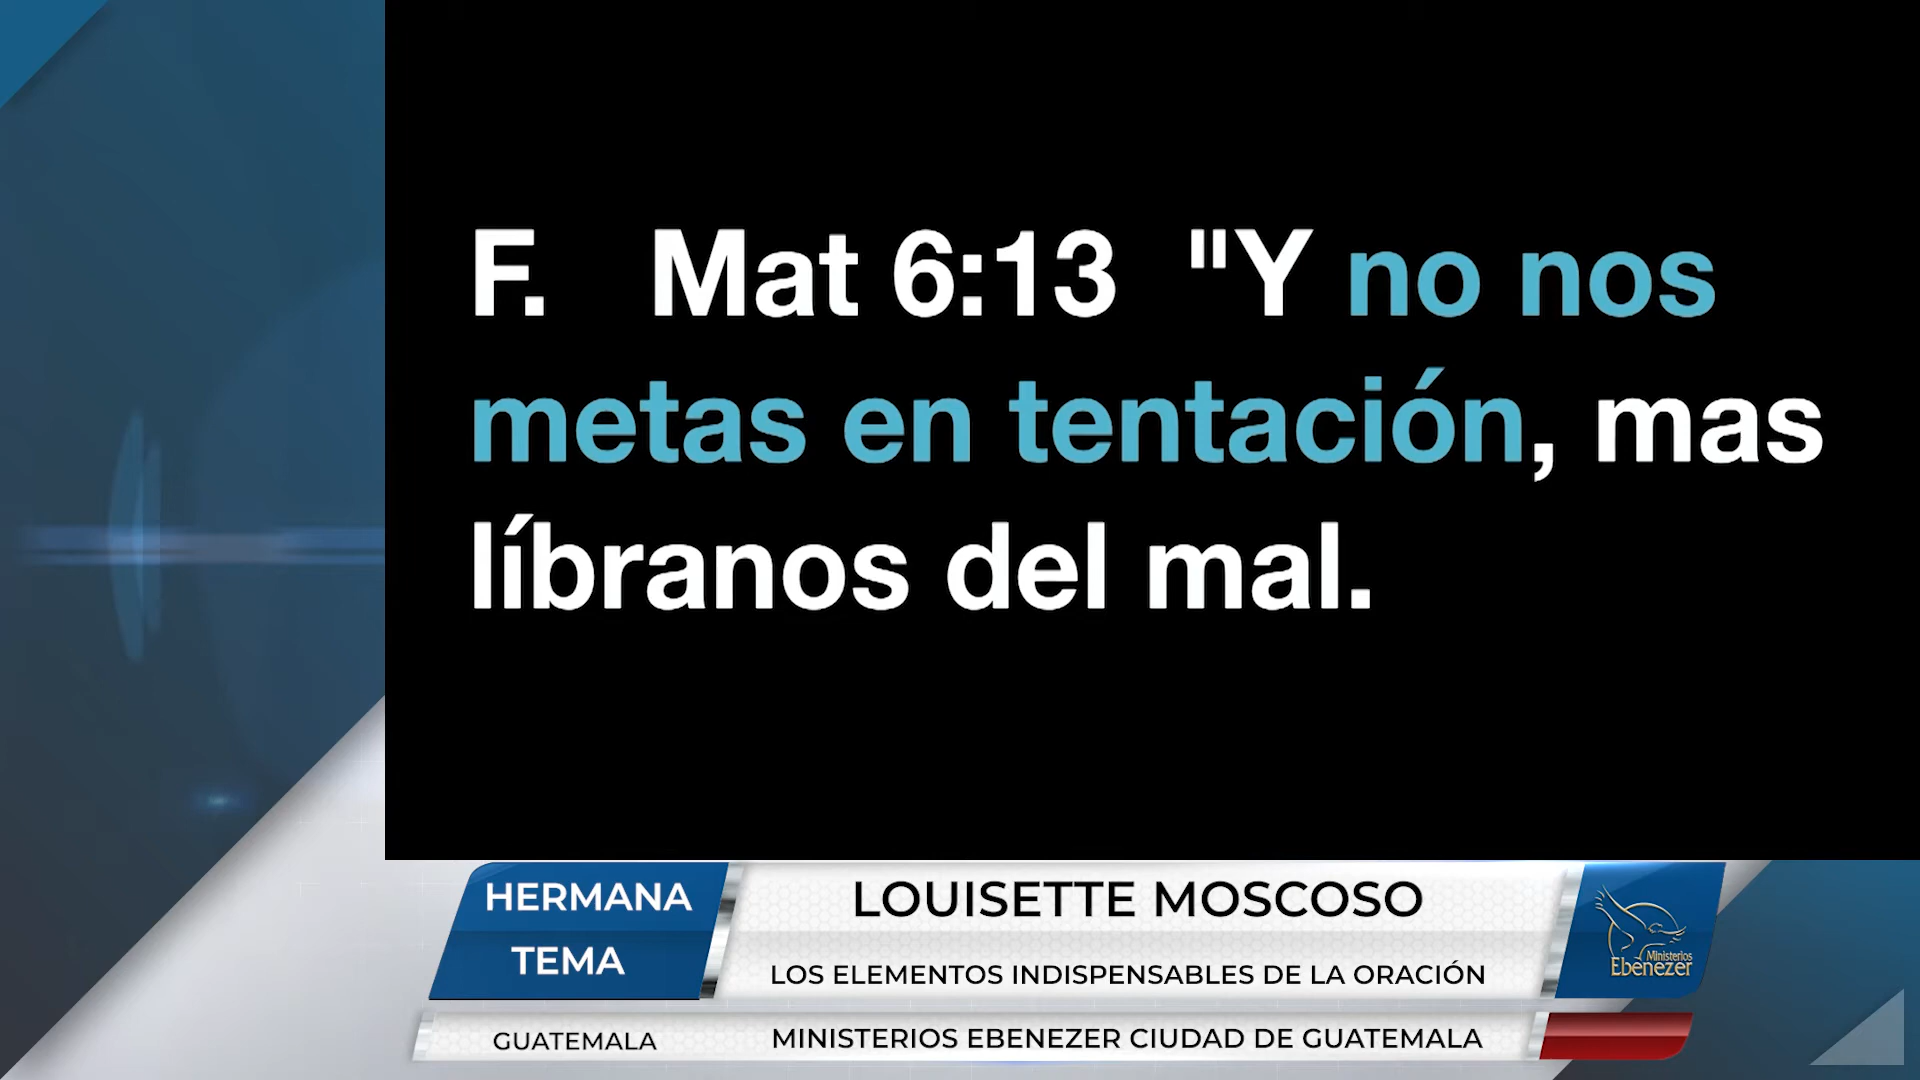 F. Mat 6:13 "Y no nos
metas en tentación, mas
líbranos del mal.
HERMANA
LOUISETTE MOSCOSO
TEMA
LOS ELEMENTOS INDISPENSABLES DE LA ORACIÓN
Ministerios
Ebenezer
GUATEMALA
MINISTERIOS EBENEZER CIUDAD DE GUATEMALA